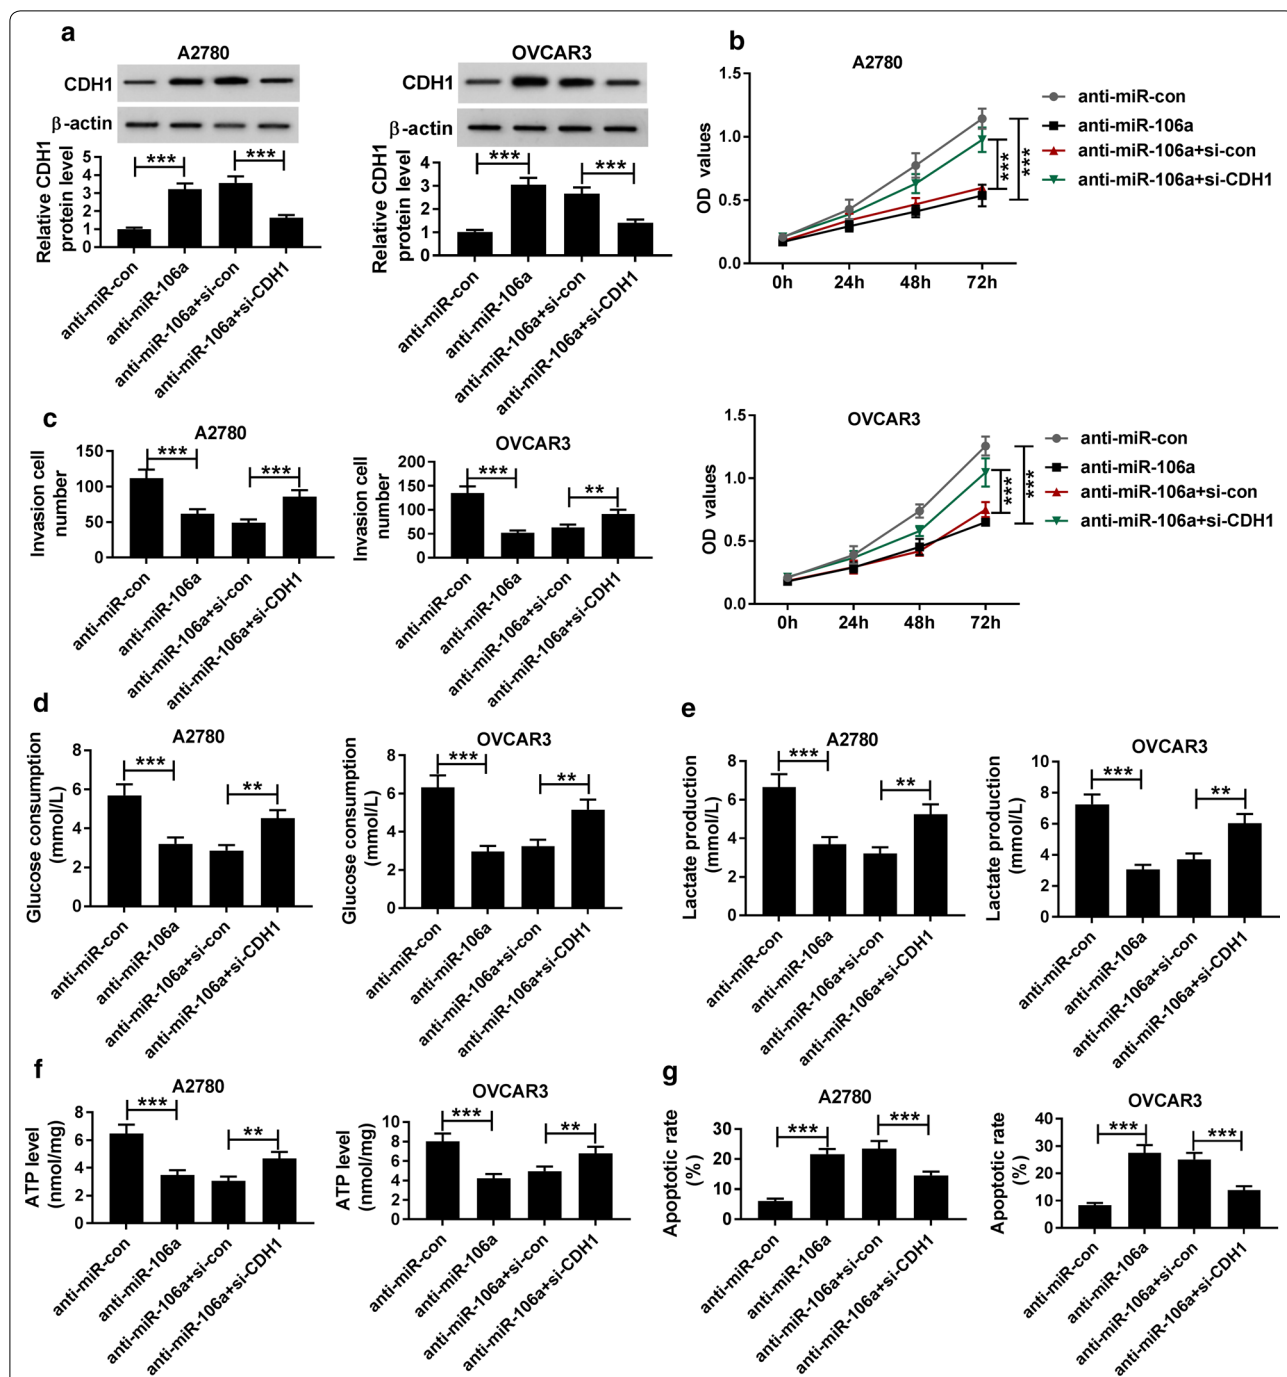 a
A2780
CDH1
β-actin
Relative CDH1
protein level
5
4
3
2
1
0
***
***
anti-miR-con
anti-miR-106a
anti-miR-106a+si-con
anti-miR-106a+si-CDH1
OVCAR3
CDH1
β-actin
Relative CDH1
protein level
4
3
2
1
0
***
***
anti-miR-con
anti-miR-106a
anti-miR-106a+si-con
anti-miR-106a+si-CDH1
b
A2780
OD values
1.5
1.0
0.5
0.0
0h 24h 48h 72h
anti-miR-con
anti-miR-106a
anti-miR-106a+si-con
anti-miR-106a+si-CDH1
***
***
OVCAR3
OD values
1.5
1.0
0.5
0.0
0h 24h 48h 72h
anti-miR-con
anti-miR-106a
anti-miR-106a+si-con
anti-miR-106a+si-CDH1
***
***
c
A2780
Invasion cell
number
150
100
50
0
***
***
anti-miR-con
anti-miR-106a
anti-miR-106a+si-con
anti-miR-106a+si-CDH1
OVCAR3
Invasion cell
number
200
150
100
50
0
***
**
anti-miR-con
anti-miR-106a
anti-miR-106a+si-con
anti-miR-106a+si-CDH1
d
A2780
Glucose consumption
(mmol/L)
8
6
4
2
0
***
**
anti-miR-con
anti-miR-106a
anti-miR-106a+si-con
anti-miR-106a+si-CDH1
OVCAR3
Glucose consumption
(mmol/L)
8
6
4
2
0
***
**
anti-miR-con
anti-miR-106a
anti-miR-106a+si-con
anti-miR-106a+si-CDH1
e
A2780
Lactate production
(mmol/L)
8
6
4
2
0
***
**
anti-miR-con
anti-miR-106a
anti-miR-106a+si-con
anti-miR-106a+si-CDH1
OVCAR3
Lactate production
(mmol/L)
10
8
6
4
2
0
***
**
anti-miR-con
anti-miR-106a
anti-miR-106a+si-con
anti-miR-106a+si-CDH1
f
A2780
ATP level
(nmol/mg)
8
6
4
2
0
***
**
anti-miR-con
anti-miR-106a
anti-miR-106a+si-con
anti-miR-106a+si-CDH1
OVCAR3
ATP level
(nmol/mg)
10
8
6
4
2
0
***
**
anti-miR-con
anti-miR-106a
anti-miR-106a+si-con
anti-miR-106a+si-CDH1
g
A2780
Apoptotic rate
(%)
30
20
10
0
***
***
anti-miR-con
anti-miR-106a
anti-miR-106a+si-con
anti-miR-106a+si-CDH1
OVCAR3
Apoptotic rate
(%)
40
30
20
10
0
***
***
anti-miR-con
anti-miR-106a
anti-miR-106a+si-con
anti-miR-106a+si-CDH1